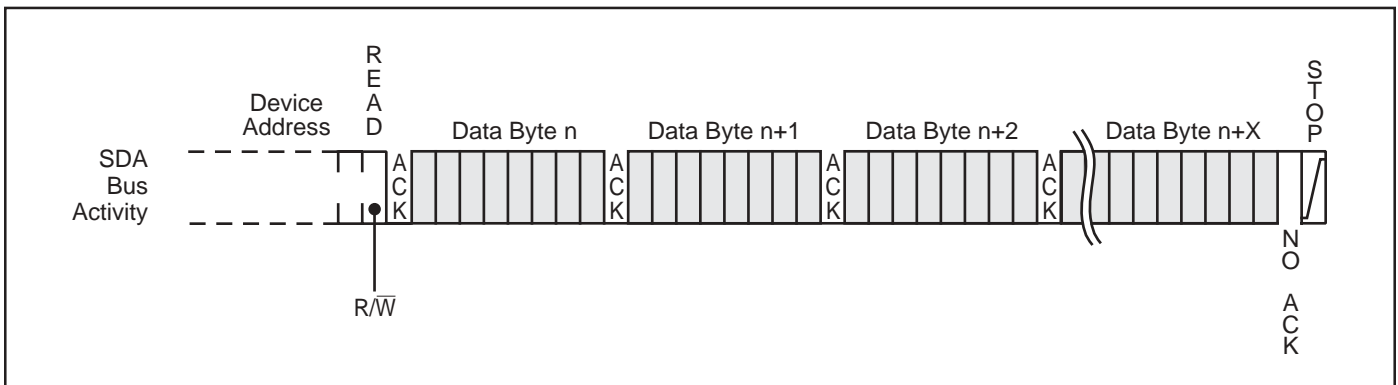 READ
STOP
Device
Address
Data Byte n
Data Byte n+1
Data Byte n+2
Data Byte n+X
SDA
Bus
Activity
ACK
ACK
ACK
ACK
NO ACK
R/W̅